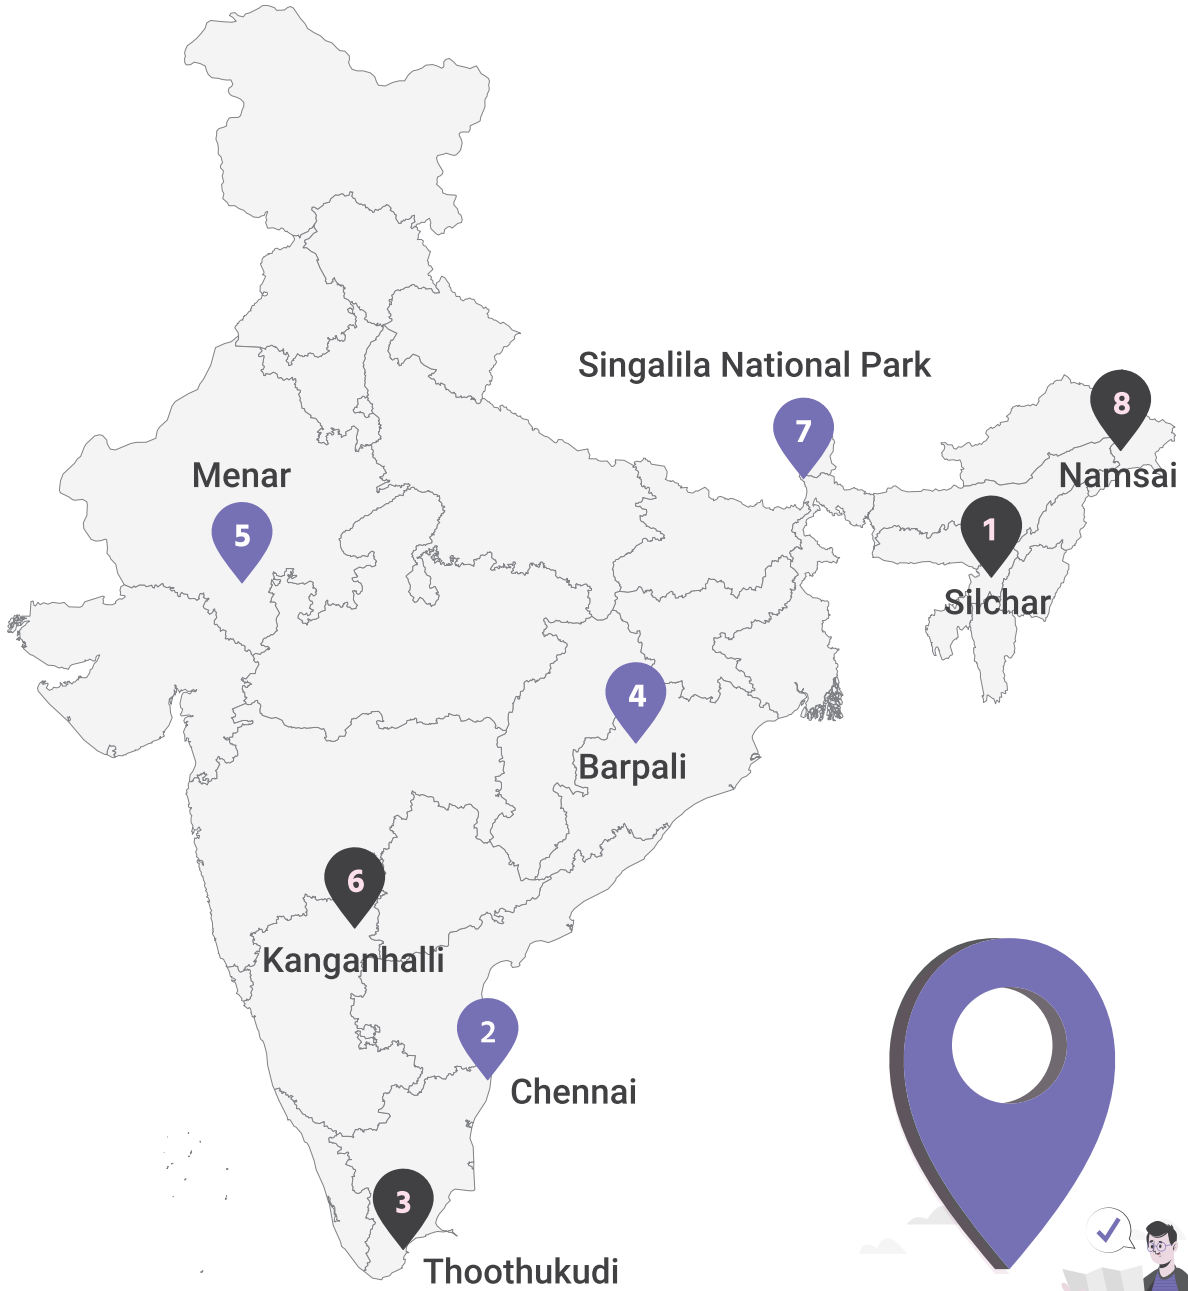 Singalila National Park
7
8
Namsai
Menar
5
1
Silchar
4
Barpali
6
Kanganhalli
2
Chennai
3
Thoothukudi